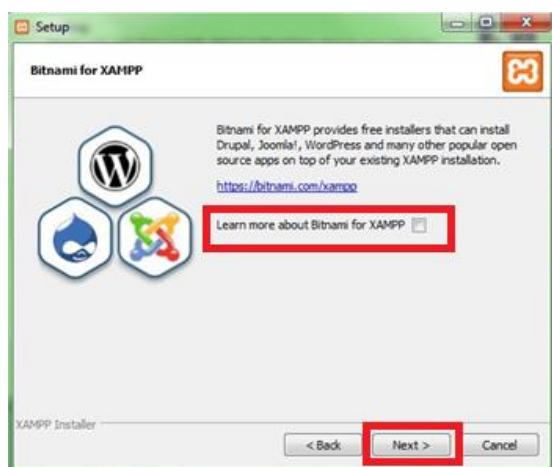 Setup
Bitnami for XAMPP
Bitnami for XAMPP provides free installers that can install
Drupal, Joomla!, WordPress and many other popular open
source apps on top of your existing XAMPP installation.
https://bitnami.com/xampp
Learn more about Bitnami for XAMPP
XAMPP Installer
< Back
Next >
Cancel